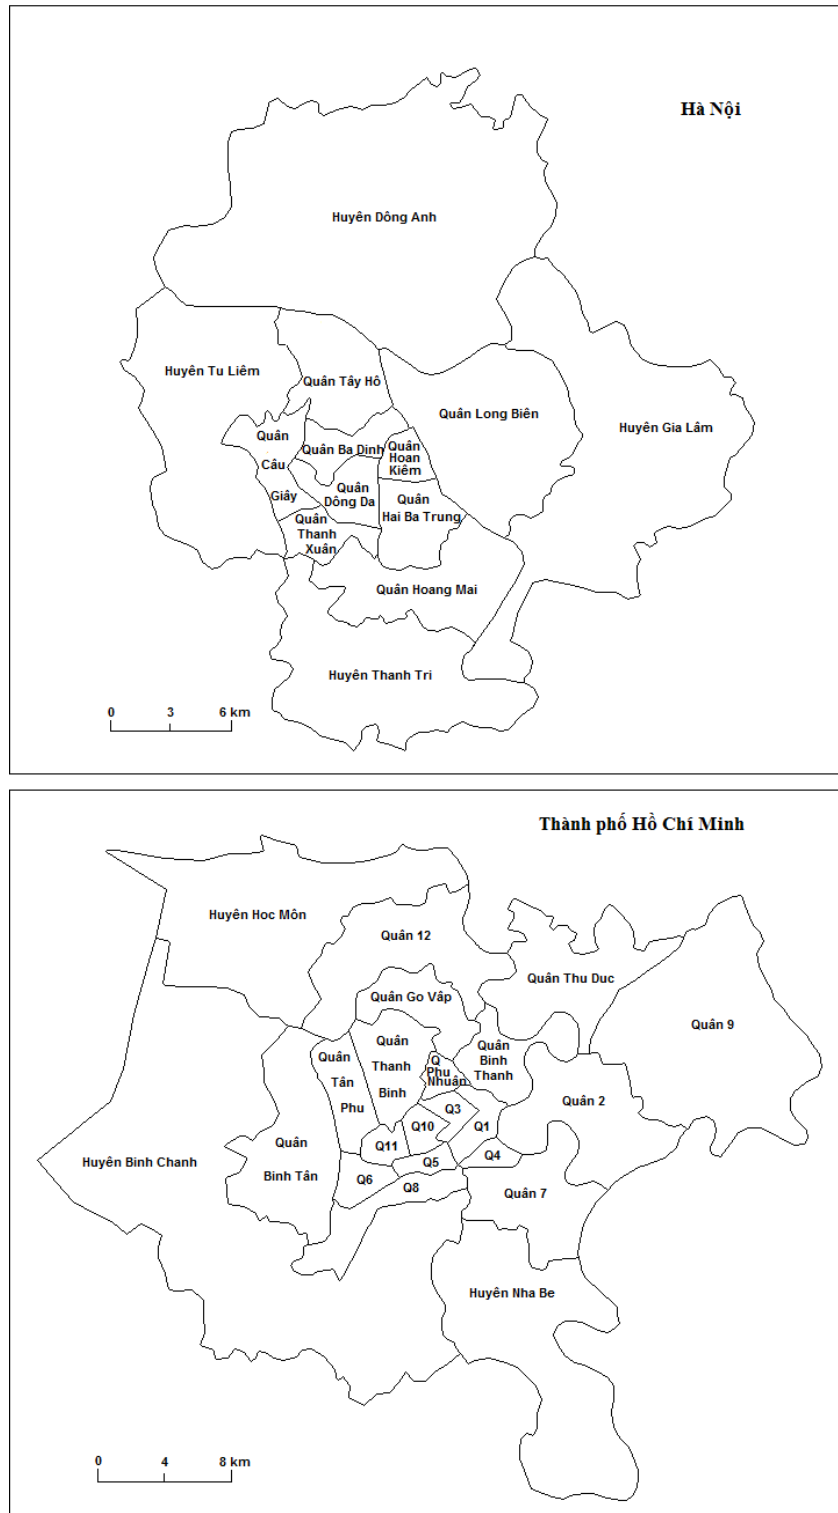 Hà Nội
Huyên Dông Anh
Huyên Tu Liêm
Quân Tây Hô
Quân Long Biên
Huyên Gia Lâm
Quân
Câu
Giây
Quân Ba Dinh
Quân
Hoan
Kiêm
Quân
Dông Da
Quân
Hai Ba Trung
Quân
Thanh
Xuân
Quân Hoang Mai
Huyên Thanh Tri
0 3 6 km
Thành phố Hồ Chí Minh
Huyên Hoc Môn
Quân 12
Quân Thu Duc
Quân Go Vâp
Quân 9
Quân
Tân
Phu
Quân
Thanh
Binh
Q
Phu
Nhuân
Quân
Binh
Thanh
Quân 2
Q3
Q10
Q1
Q11
Q4
Q5
Q6
Q8
Quân
Binh Tân
Huyên Binh Chanh
Quân 7
Huyên Nha Be
0 4 8 km